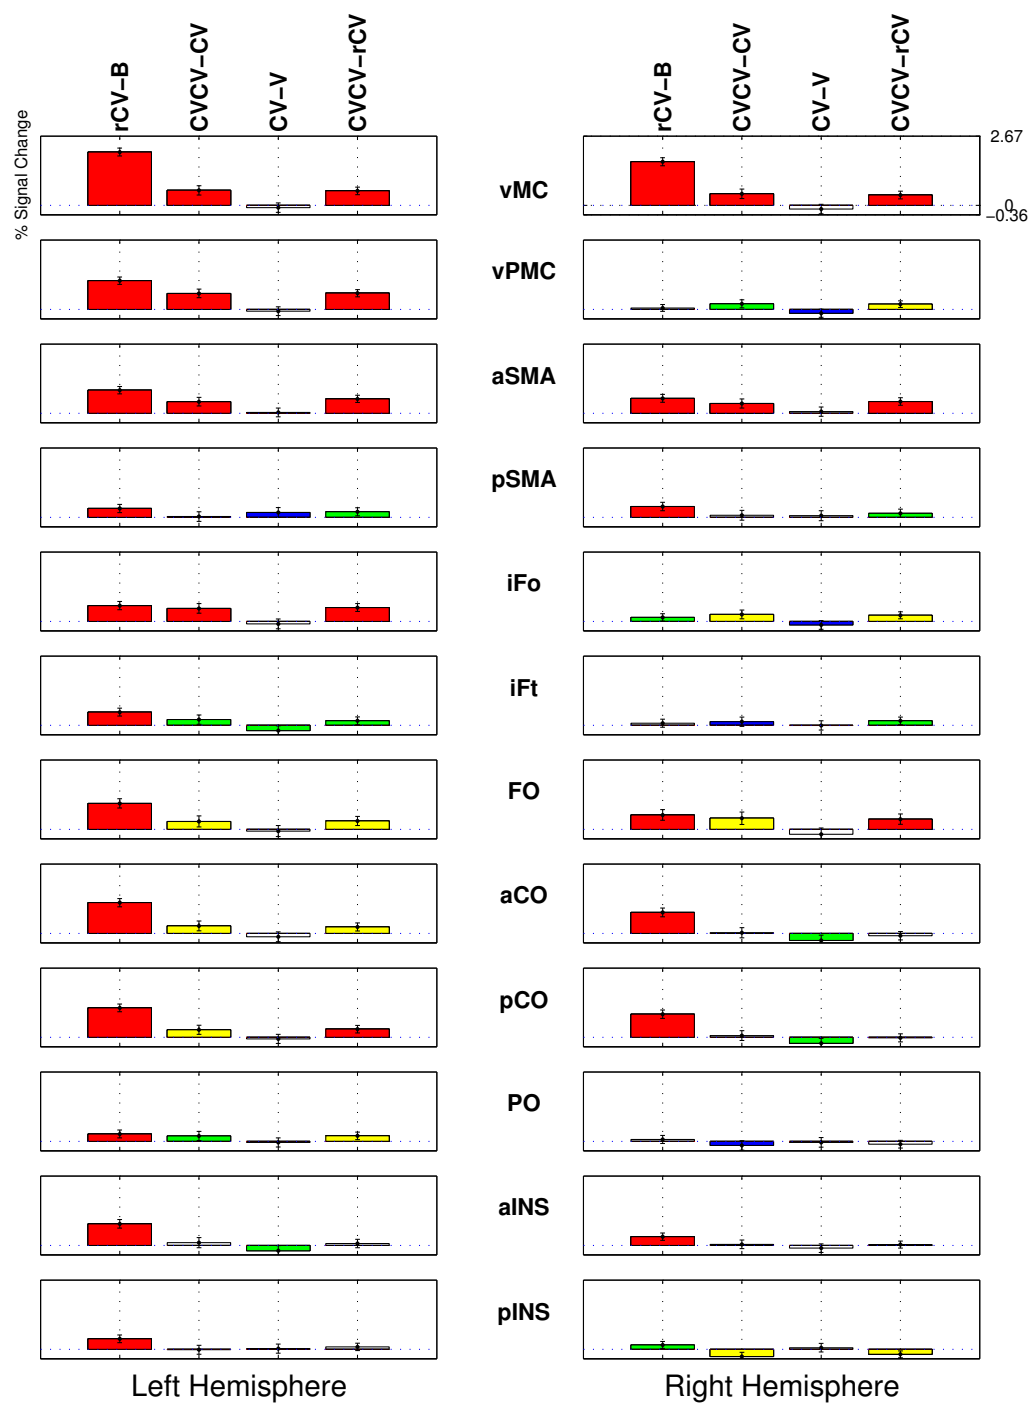 rCV−B CVCV−CV CV−V CVCV−rCV rCV−B CVCV−CV CV−V CVCV−rCV
% Signal Change
2.67
0
−0.36
vMC
vPMC
aSMA
pSMA
iFo
iFt
FO
aCO
pCO
PO
aINS
pINS
Left Hemisphere Right Hemisphere